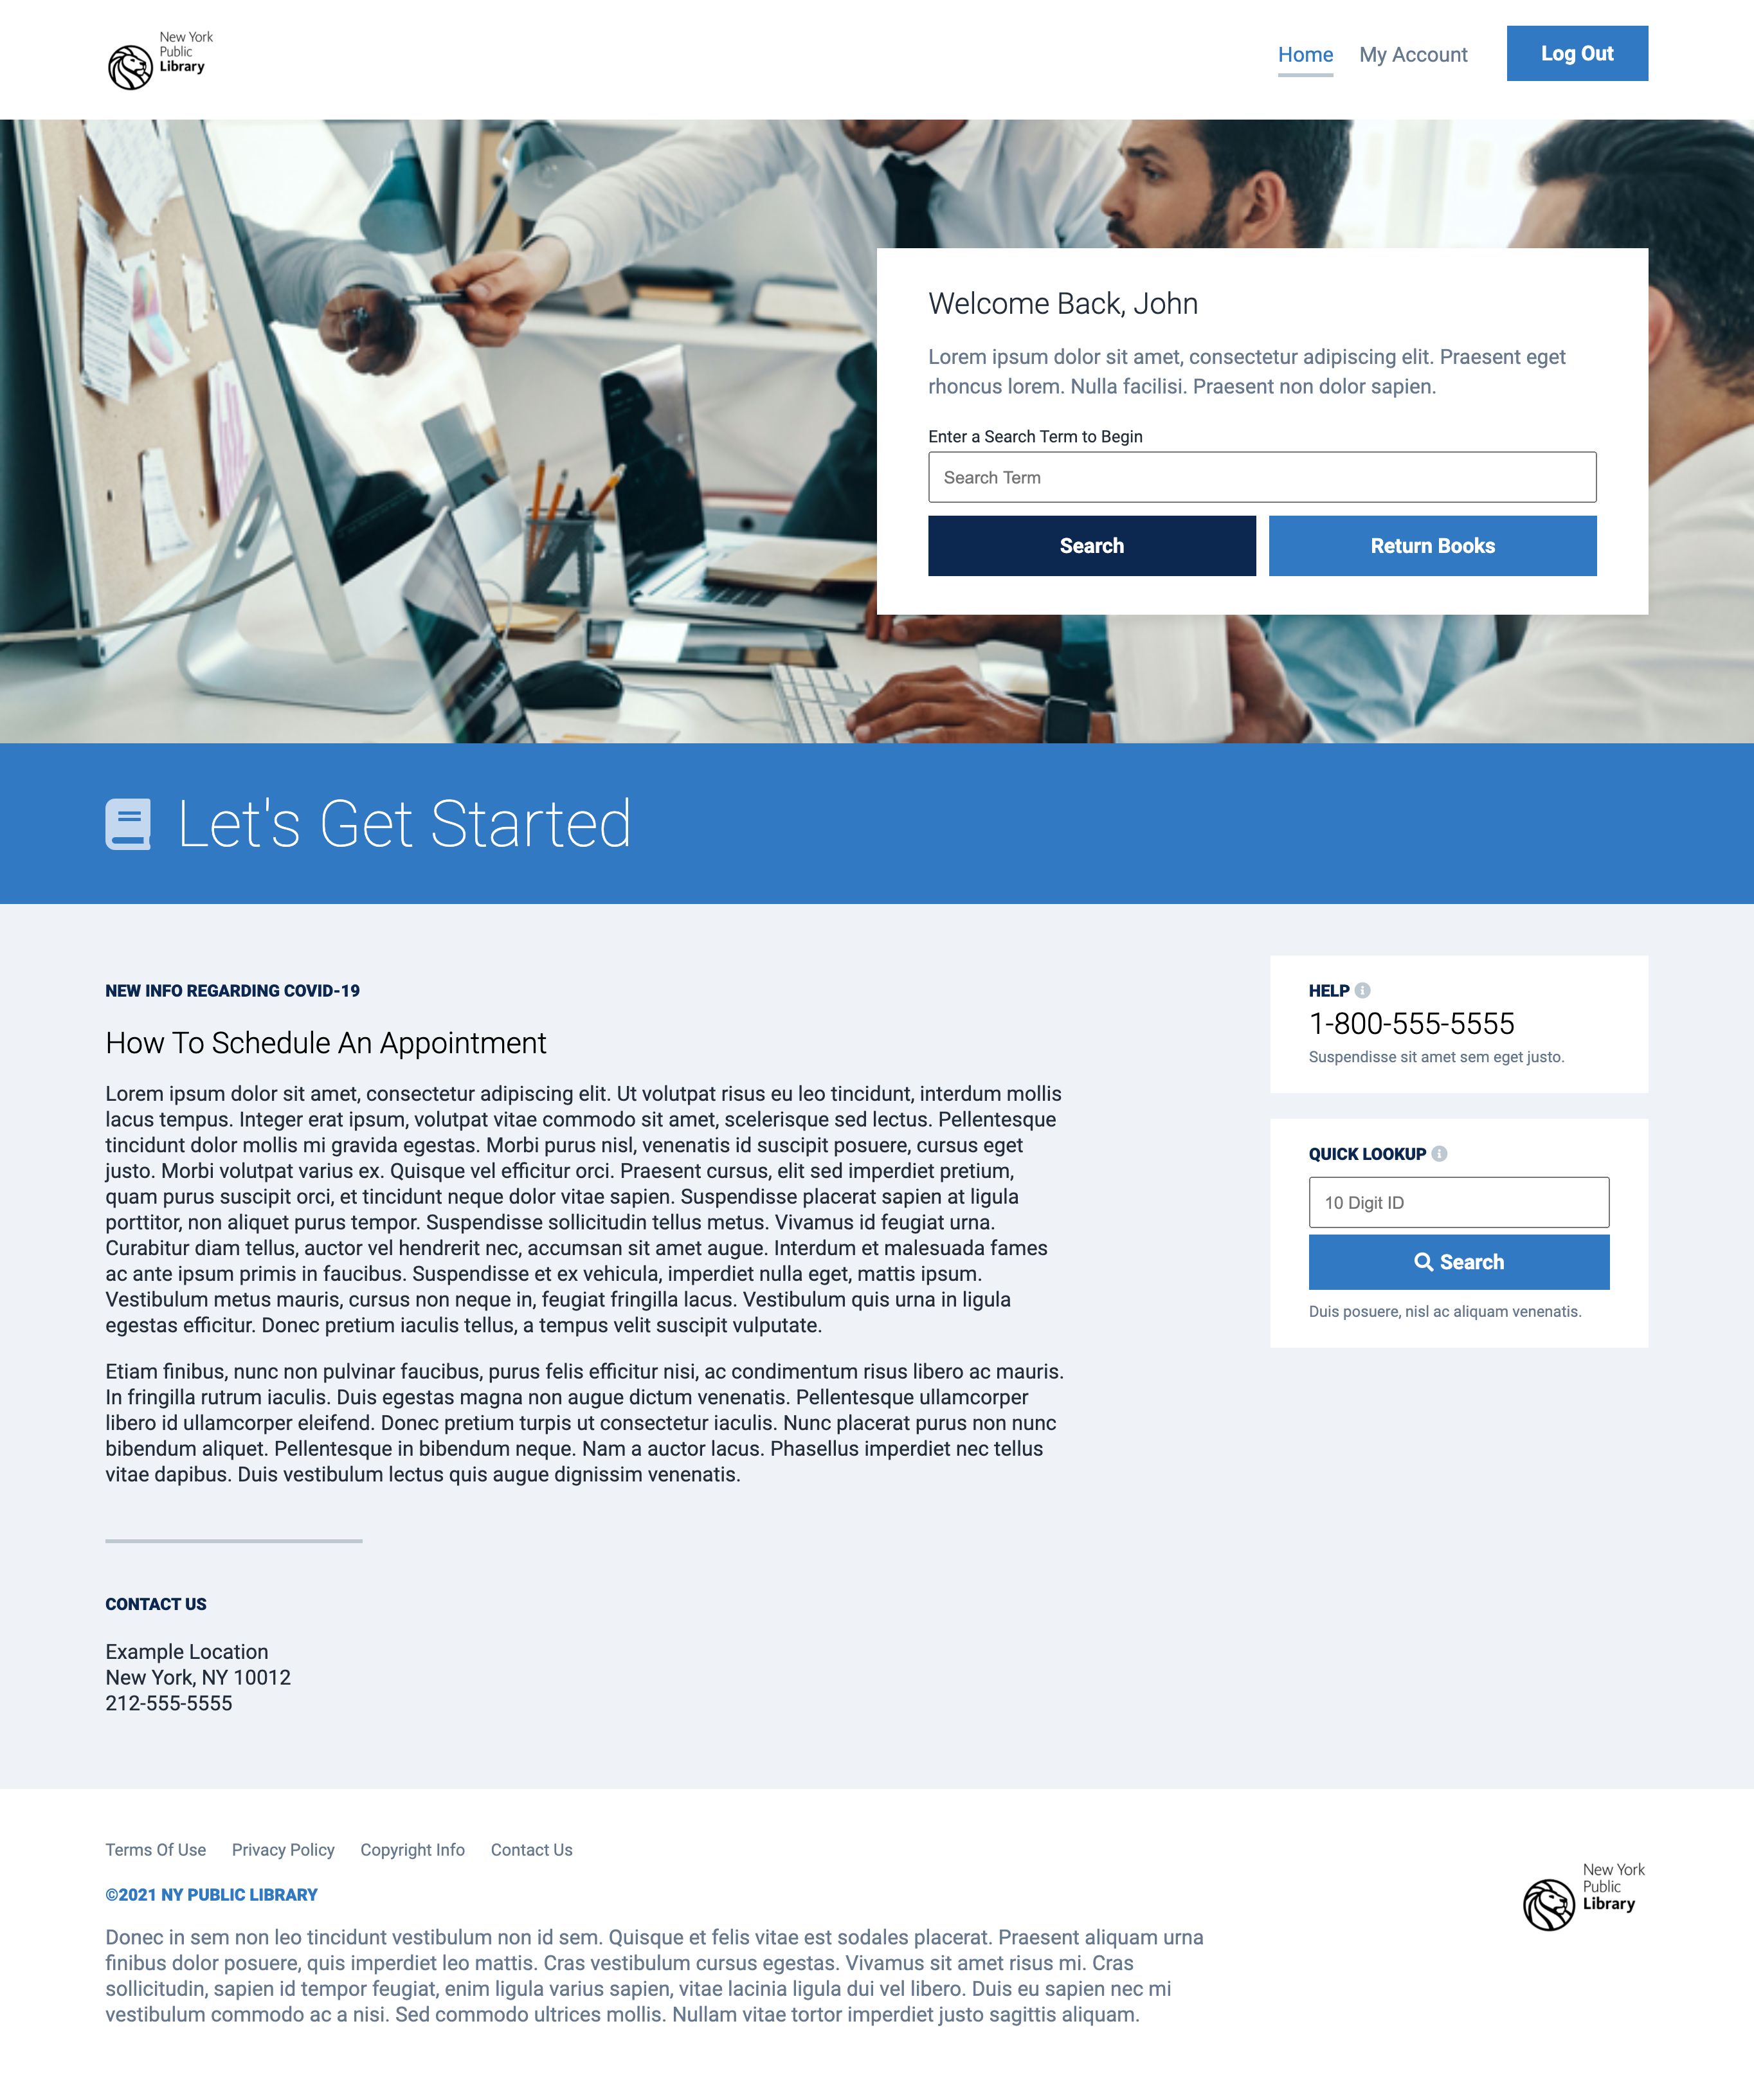 New York
Public
Library
Home
My Account
Log Out
Welcome Back, John
Lorem ipsum dolor sit amet, consectetur adipiscing elit. Praesent eget
rhoncus lorem. Nulla facilisi. Praesent non dolor sapien.
Enter a Search Term to Begin
Search Term
Search
Return Books
Let's Get Started
NEW INFO REGARDING COVID-19
How To Schedule An Appointment
Lorem ipsum dolor sit amet, consectetur adipiscing elit. Ut volutpat risus eu leo tincidunt, interdum mollis
lacus tempus. Integer erat ipsum, volutpat vitae commodo sit amet, scelerisque sed lectus. Pellentesque
tincidunt dolor mollis mi gravida egestas. Morbi purus nisl, venenatis id suscipit posuere, cursus eget
justo. Morbi volutpat varius ex. Quisque vel efficitur orci. Praesent cursus, elit sed imperdiet pretium,
quam purus suscipit orci, et tincidunt neque dolor vitae sapien. Suspendisse placerat sapien at ligula
porttitor, non aliquet purus tempor. Suspendisse sollicitudin tellus metus. Vivamus id feugiat urna.
Curabitur diam tellus, auctor vel hendrerit nec, accumsan sit amet augue. Interdum et malesuada fames
ac ante ipsum primis in faucibus. Suspendisse et ex vehicula, imperdiet nulla eget, mattis ipsum.
Vestibulum metus mauris, cursus non neque in, feugiat fringilla lacus. Vestibulum quis urna in ligula
egestas efficitur. Donec pretium iaculis tellus, a tempus velit suscipit vulputate.
Etiam finibus, nunc non pulvinar faucibus, purus felis efficitur nisi, ac condimentum risus libero ac mauris.
In fringilla rutrum iaculis. Duis egestas magna non augue dictum venenatis. Pellentesque ullamcorper
libero id ullamcorper eleifend. Donec pretium turpis ut consectetur iaculis. Nunc placerat purus non nunc
bibendum aliquet. Pellentesque in bibendum neque. Nam a auctor lacus. Phasellus imperdiet nec tellus
vitae dapibus. Duis vestibulum lectus quis augue dignissim venenatis.
CONTACT US
Example Location
New York, NY 10012
212-555-5555
HELP
1-800-555-5555
Suspendisse sit amet sem eget justo.
QUICK LOOKUP
10 Digit ID
Search
Duis posuere, nisl ac aliquam venenatis.
Terms Of Use
Privacy Policy
Copyright Info
Contact Us
©2021 NY PUBLIC LIBRARY
Donec in sem non leo tincidunt vestibulum non id sem. Quisque et felis vitae est sodales placerat. Praesent aliquam urna
finibus dolor posuere, quis imperdiet leo mattis. Cras vestibulum cursus egestas. Vivamus sit amet risus mi. Cras
sollicitudin, sapien id tempor feugiat, enim ligula varius sapien, vitae lacinia ligula dui vel libero. Duis eu sapien nec mi
vestibulum commodo ac a nisi. Sed commodo ultrices mollis. Nullam vitae tortor imperdiet justo sagittis aliquam.
New York
Public
Library